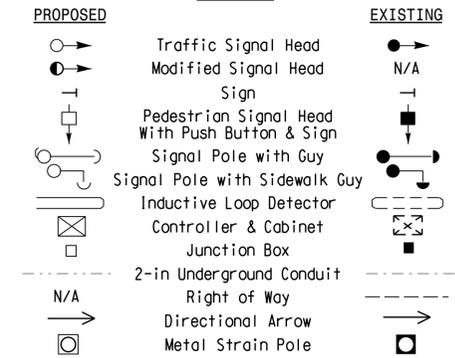 PROPOSED EXISTING
Traffic Signal Head
Modified Signal Head N/A
Sign
Pedestrian Signal Head
With Push Button & Sign
Signal Pole with Guy
Signal Pole with Sidewalk Guy
Inductive Loop Detector
Controller & Cabinet
Junction Box
2-in Underground Conduit
N/A Right of Way
Directional Arrow
Metal Strain Pole